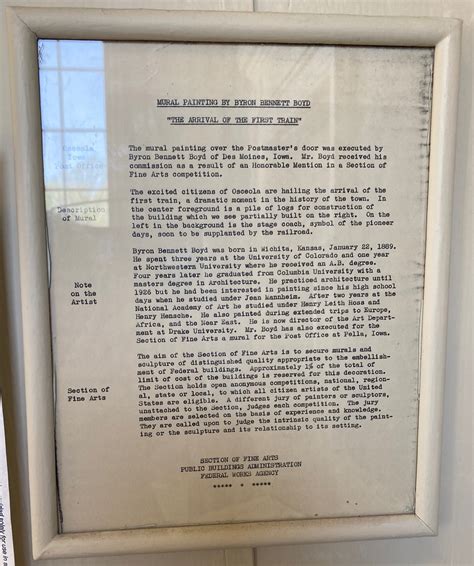 MURAL PAINTING BY BYRON BENNETT BOYD
"THE ARRIVAL OF THE FIRST TRAIN"
Osceola
Iowa
Post Office
The mural painting over the Postmaster's door was executed by
Byron Bennett Boyd of Des Moines, Iowa. Mr. Boyd received his
commission as a result of an Honorable Mention in a Section of
Fine Arts competition.
Description
of Mural
The excited citizens of Osceola are hailing the arrival of the
first train, a dramatic moment in the history of the town. In
the center foreground is a pile of logs for construction of
the building which we see partially built on the right. On the
left in the background is the stage coach, symbol of the pioneer
days, soon to be supplanted by the railroad.
Note
on the
Artist
Byron Bennett Boyd was born in Wichita, Kansas, January 22, 1889.
He spent three years at the University of Colorado and one year
at Northwestern University where he received an A.B. degree.
Four years later he graduated from Columbia University with a
masters degree in Architecture. He practiced architecture until
1926 but he had been interested in painting since his high school
days when he studied under Jean Mannheim. After two years at the
National Academy of Art he studied under Henry Leith Ross and
Henry Hensche. He also painted during extended trips to Europe,
Africa, and the Near East. He is now director of the Art Depart-
ment at Drake University. Mr. Boyd has also executed for the
Section of Fine Arts a mural for the Post Office at Pella, Iowa.
Section of
Fine Arts
The aim of the Section of Fine Arts is to secure murals and
sculpture of distinguished quality appropriate to the embellish-
ment of Federal buildings. Approximately 1% of the total of
limit of cost of the buildings is reserved for this decoration.
The Section holds open anonymous competitions, national, region-
al, state or local, to which all citizen artists of the United
States are eligible. A different jury of painters or sculptors,
unattached to the Section, judges each competition. The jury
members are selected on the basis of experience and knowledge.
They are called upon to judge the intrinsic quality of the paint-
ing or the sculpture and its relationship to its setting.
SECTION OF FINE ARTS
PUBLIC BUILDINGS ADMINISTRATION
FEDERAL WORKS AGENCY
***** * *****
solely for use in